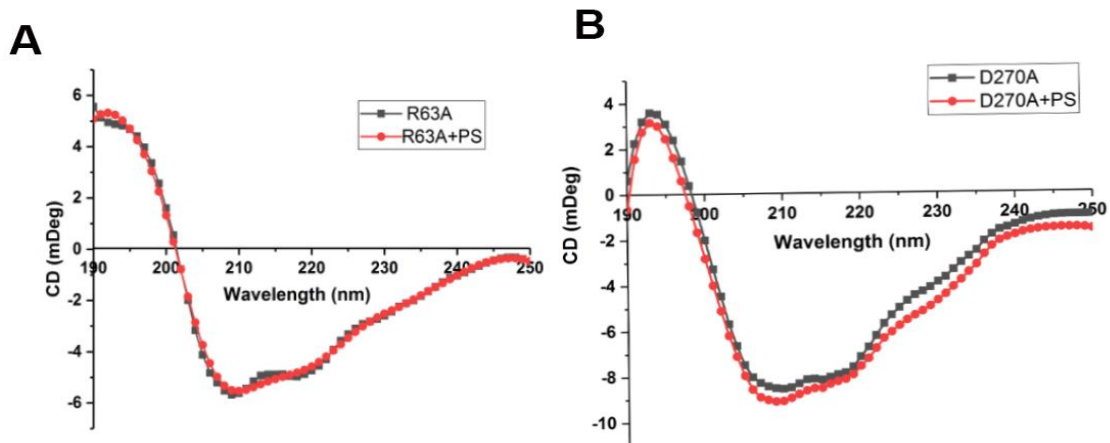 A
B
R63A
R63A+PS
D270A
D270A+PS
6
4
2
0
-2
-4
-6
CD (mDeg)
190 200 210 220 230 240 250
Wavelength (nm)
4
2
0
-2
-4
-6
-8
-10
CD (mDeg)
190 200 210 220 230 240 250
Wavelength (nm)